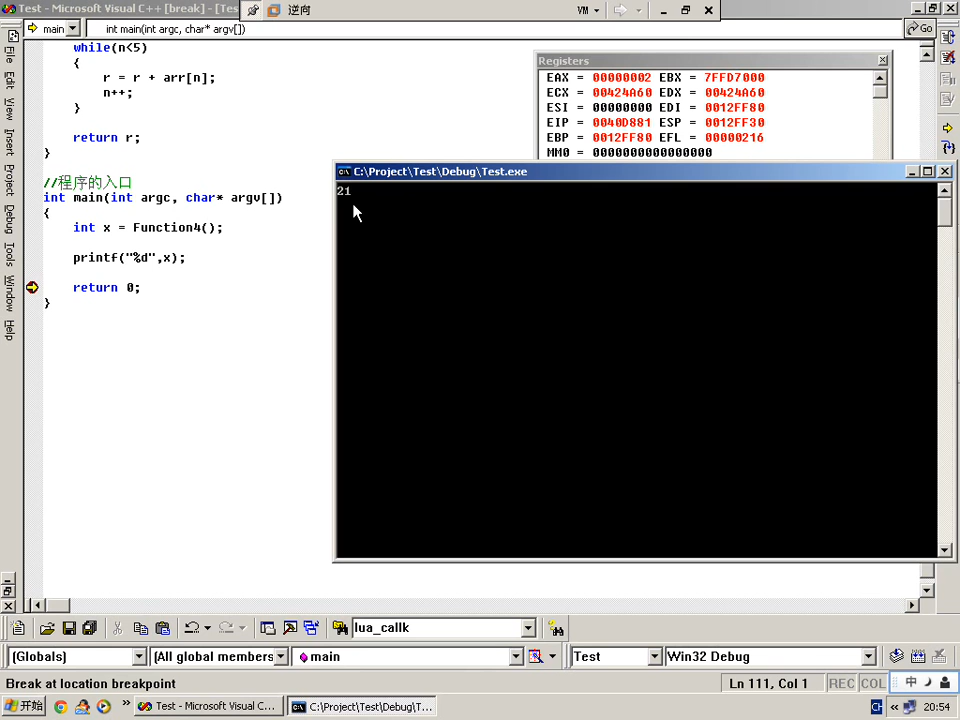 Test - Microsoft Visual C++ [break] - [Tes
逆向
VM
main
int main(int argc, char* argv[])
Go
File
Edit
View
Insert
Project
Debug
Tools
Window
Help
while(n<5)
{
r = r + arr[n];
n++;
}
return r;
}
//程序的入口
int main(int argc, char* argv[])
{
int x = Function4();
printf("%d",x);
return 0;
}
Registers
EAX = 00000002 EBX = 7FFD7000
ECX = 00424A60 EDX = 00424A60
ESI = 00000000 EDI = 0012FF80
EIP = 0040D881 ESP = 0012FF30
EBP = 0012FF80 EFL = 00000216
MM0 = 0000000000000000
C:\Project\Test\Debug\Test.exe
21
lua_callk
(Globals)
(All global members
main
Test
Win32 Debug
Break at location breakpoint
Ln 111, Col 1
REC COL
中
开始
Test - Microsoft Visual C...
C:\Project\Test\Debug\T...
CH
20:54